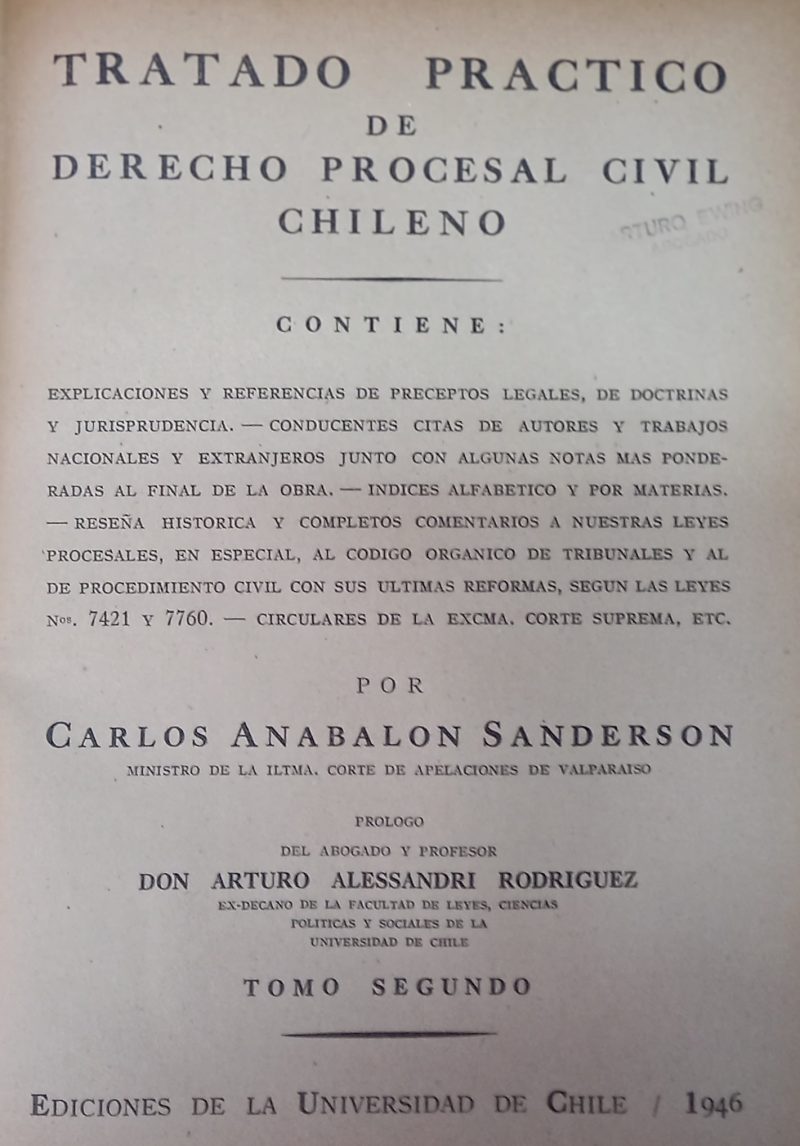 TRATADO PRACTICO
DE
DERECHO PROCESAL CIVIL
CHILENO
CONTIENE:
EXPLICACIONES Y REFERENCIAS DE PRECEPTOS LEGALES, DE DOCTRINAS
Y JURISPRUDENCIA. — CONDUCENTES CITAS DE AUTORES Y TRABAJOS
NACIONALES Y EXTRANJEROS JUNTO CON ALGUNAS NOTAS MAS PONDE-
RADAS AL FINAL DE LA OBRA. — INDICES ALFABETICO Y POR MATERIAS.
— RESEÑA HISTORICA Y COMPLETOS COMENTARIOS A NUESTRAS LEYES
PROCESALES, EN ESPECIAL, AL CODIGO ORGANICO DE TRIBUNALES Y AL
DE PROCEDIMIENTO CIVIL CON SUS ULTIMAS REFORMAS, SEGUN LAS LEYES
Nos. 7421 Y 7760. — CIRCULARES DE LA EXCMA. CORTE SUPREMA, ETC.
POR
CARLOS ANABALON SANDERSON
MINISTRO DE LA ILTMA. CORTE DE APELACIONES DE VALPARAISO
PROLOGO
DEL ABOGADO Y PROFESOR
DON ARTURO ALESSANDRI RODRIGUEZ
EX-DECANO DE LA FACULTAD DE LEYES, CIENCIAS
POLITICAS Y SOCIALES DE LA
UNIVERSIDAD DE CHILE
TOMO SEGUNDO
EDICIONES DE LA UNIVERSIDAD DE CHILE / 1946